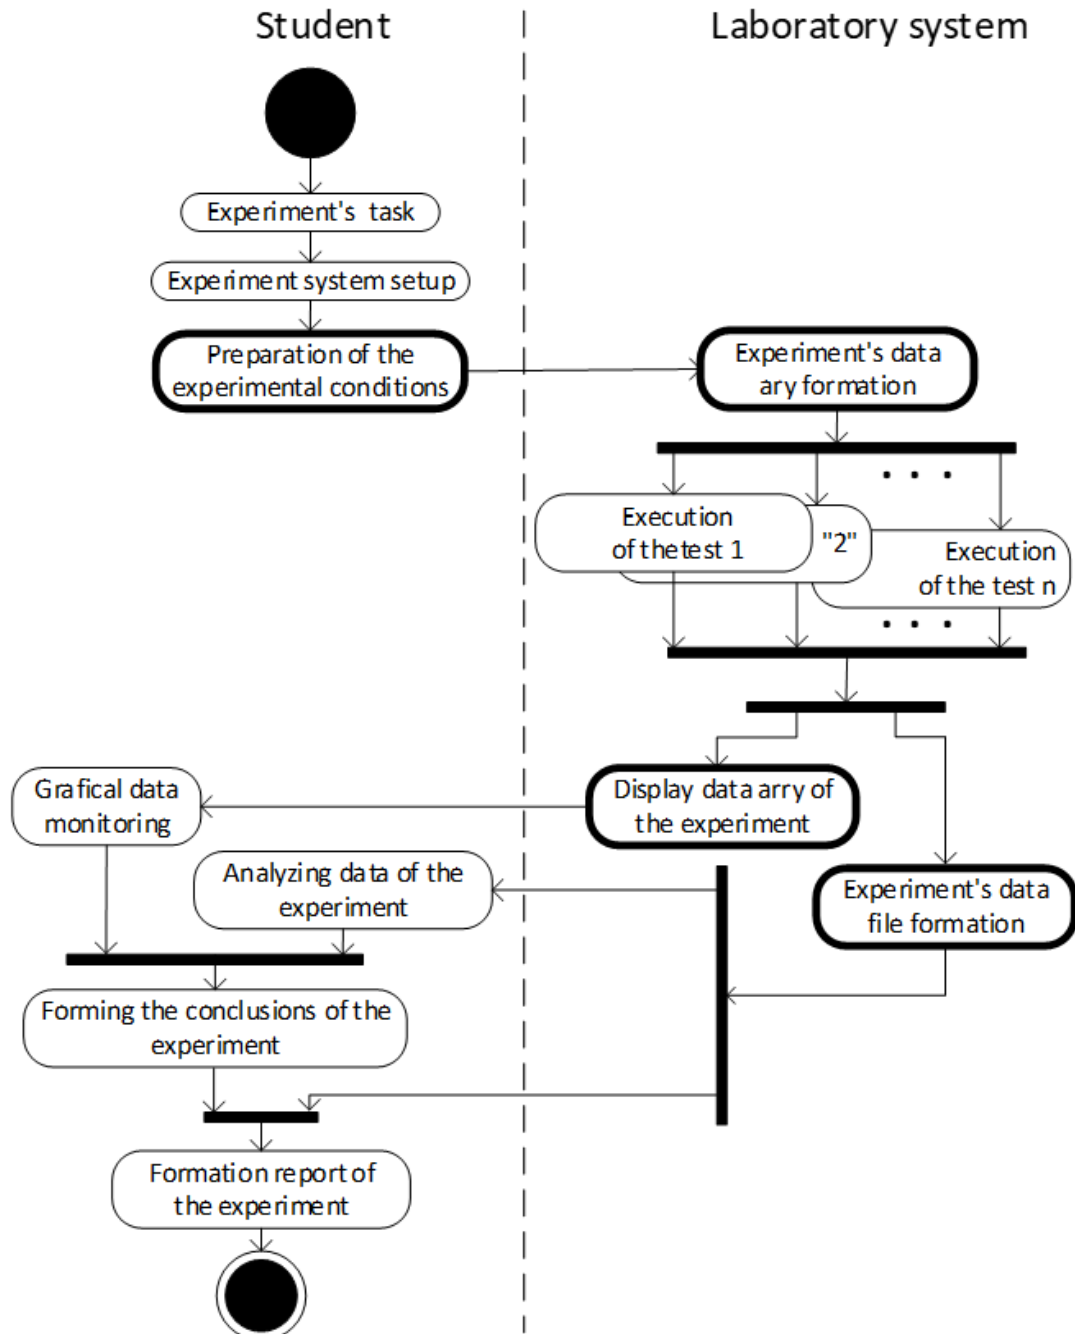 Student
Laboratory system
Experiment's task
Experiment system setup
Preparation of the
experimental conditions
Experiment's data
ary formation
. . .
Execution
of the test 1
"2"
Execution
of the test n
. . .
Display data arry of
the experiment
Grafical data
monitoring
Analyzing data of the
experiment
Experiment's data
file formation
Forming the conclusions of the
experiment
Formation report of
the experiment